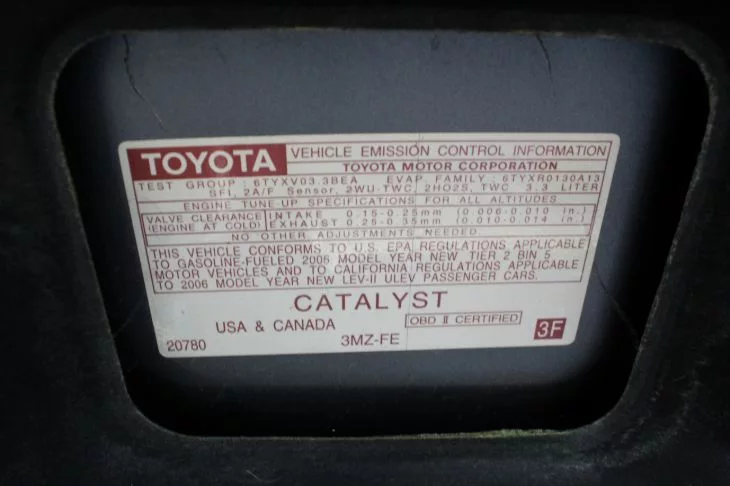 TOYOTA
VEHICLE EMISSION CONTROL INFORMATION
TOYOTA MOTOR CORPORATION
TEST GROUP : 6TYXV03.3BEA EVAP. FAMILY : 6TYXR0130A13
SFI, 2A/F Sensor, 2WU-TWC, 2HO2S, TWC 3.3 LITER
ENGINE TUNE-UP SPECIFICATIONS FOR ALL ALTITUDES
VALVE CLEARANCE INTAKE 0.15-0.25mm (0.006-0.010 in.)
(ENGINE AT COLD) EXHAUST 0.25-0.35mm (0.010-0.014 in.)
NO OTHER ADJUSTMENTS NEEDED.
THIS VEHICLE CONFORMS TO U.S. EPA REGULATIONS APPLICABLE
TO GASOLINE-FUELED 2006 MODEL YEAR NEW TIER 2 BIN 5
MOTOR VEHICLES AND TO CALIFORNIA REGULATIONS APPLICABLE
TO 2006 MODEL YEAR NEW LEV-II ULEV PASSENGER CARS.
CATALYST
USA & CANADA
OBD II CERTIFIED
20780
3MZ-FE
3F